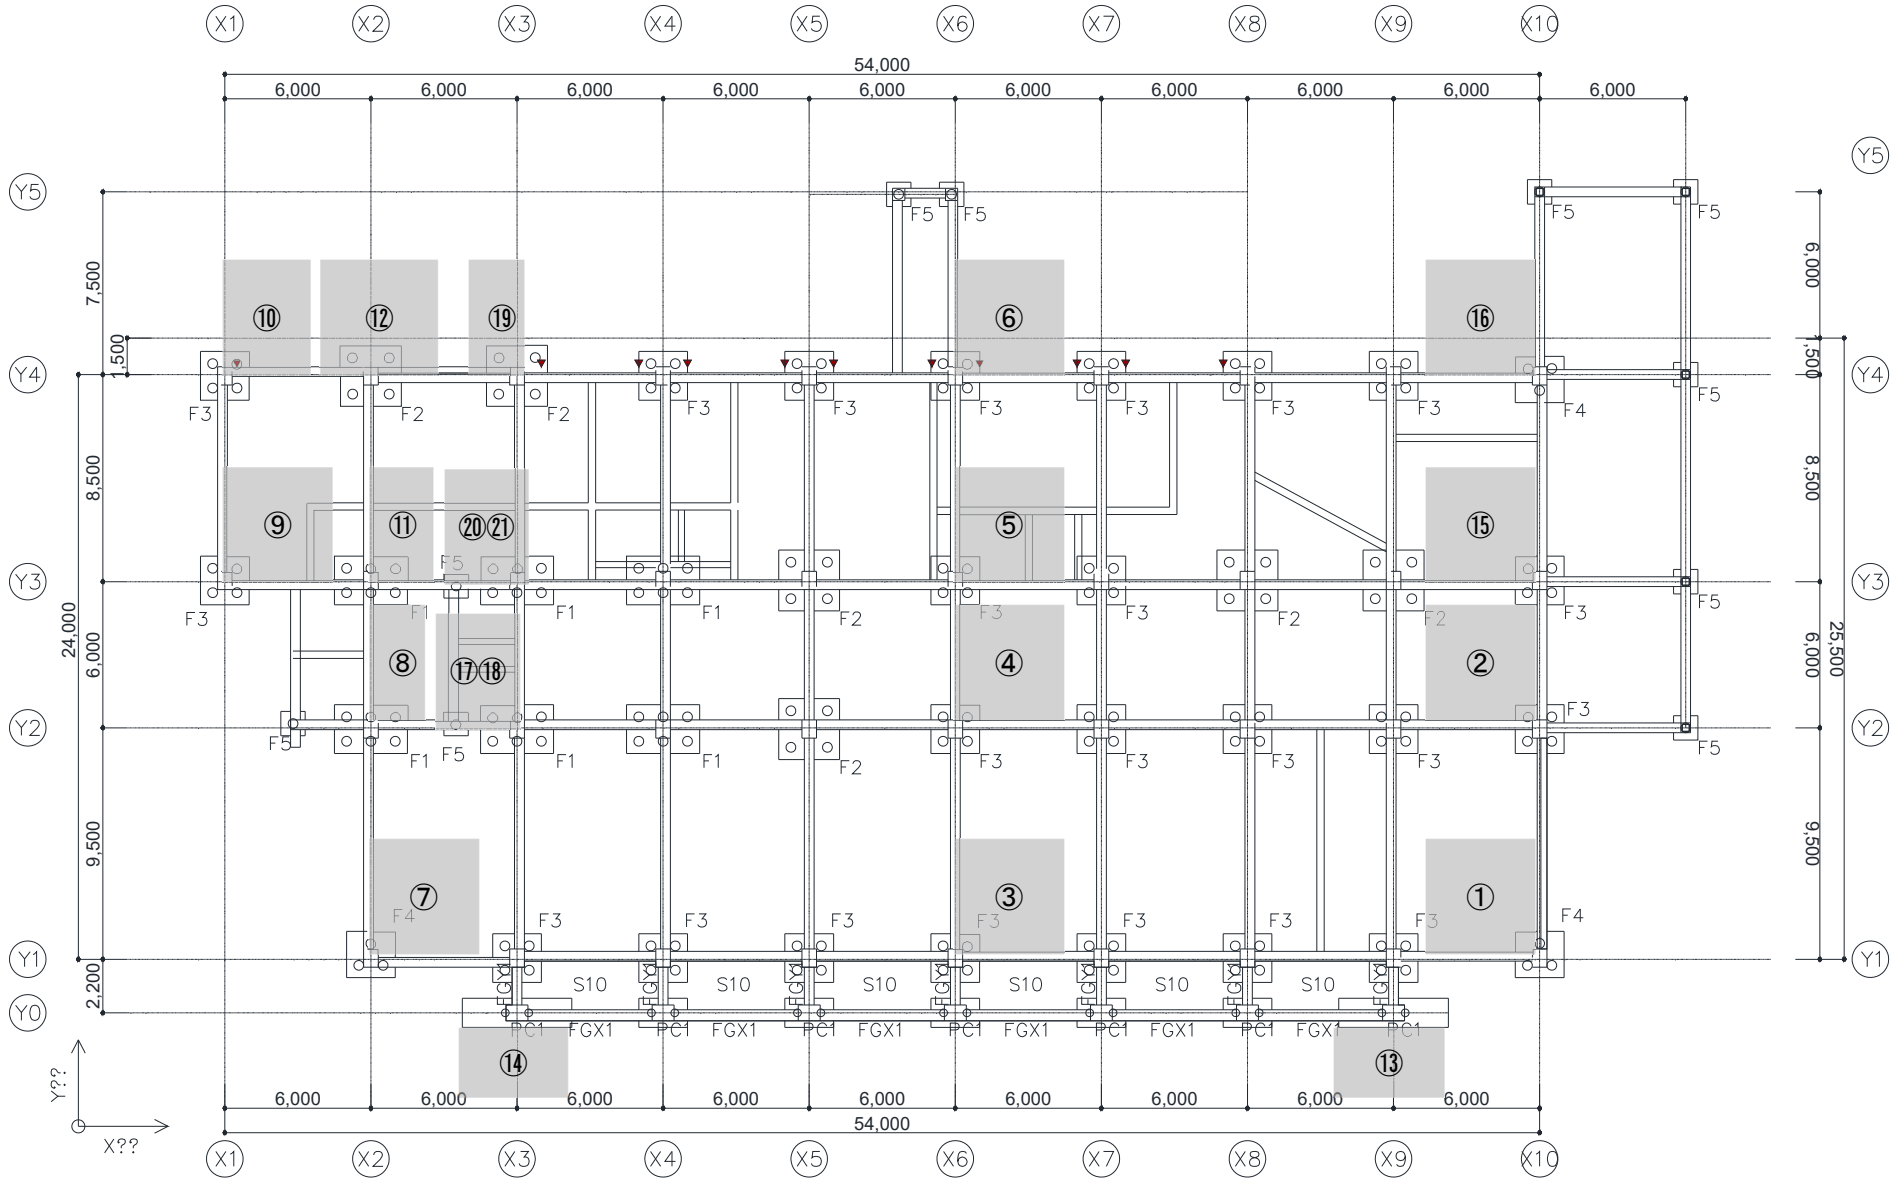 X1 X2 X3 X4 X5 X6 X7 X8 X9 X10
54,000
6,000 6,000 6,000 6,000 6,000 6,000 6,000 6,000 6,000 6,000
Y5
Y5
F5 F5 F5 F5
7,500
6,000
⑩ ⑫ ⑲ ⑥ ⑯
1,500
1,500
Y4
Y4
F3 F2 F2 F3 F3 F3 F3 F3 F3 F4 F5
8,500
8,500
⑨ ⑪ ⑳ ㉑ ⑤ ⑮
F5
Y3
Y3
F3 F1 F1 F1 F2 F3 F3 F2 F2 F3 F5
24,000
6,000
6,000
25,500
⑧ ⑰ ⑱ ④ ②
F3
Y2
Y2
F5 F1 F5 F1 F1 F2 F3 F3 F3 F3 F5
9,500
9,500
⑦ ③ ①
F4 F3 F3 F3 F3 F3 F3 F3 F4
Y1
Y1
2,200
S10 S10 S10 S10 S10 S10
Y0
PC1 FGX1 PC1 FGX1 PC1 FGX1 PC1 FGX1 PC1 FGX1 PC1 FGX1 PC1
⑭ ⑬
Y??
X??
6,000 6,000 6,000 6,000 6,000 6,000 6,000 6,000 6,000
54,000
X1 X2 X3 X4 X5 X6 X7 X8 X9 X10